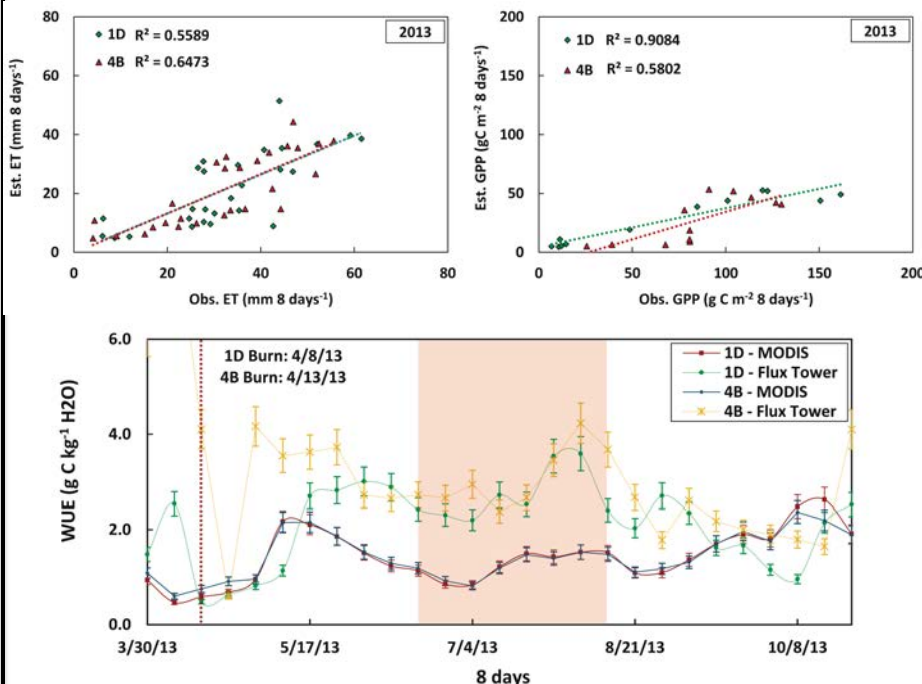 80
60
40
20
0
0
20
40
60
80
Est. ET (mm 8 days⁻¹)
Obs. ET (mm 8 days⁻¹)
1D R² = 0.5589
4B R² = 0.6473
2013
200
150
100
50
0
0
50
100
150
200
Est. GPP (gC m⁻² 8 days⁻¹)
Obs. GPP (g C m⁻² 8 days⁻¹)
1D R² = 0.9084
4B R² = 0.5802
2013
6.0
4.0
2.0
0.0
WUE (g C kg⁻¹ H2O)
1D Burn: 4/8/13
4B Burn: 4/13/13
1D - MODIS
1D - Flux Tower
4B - MODIS
4B - Flux Tower
3/30/13
5/17/13
7/4/13
8/21/13
10/8/13
8 days